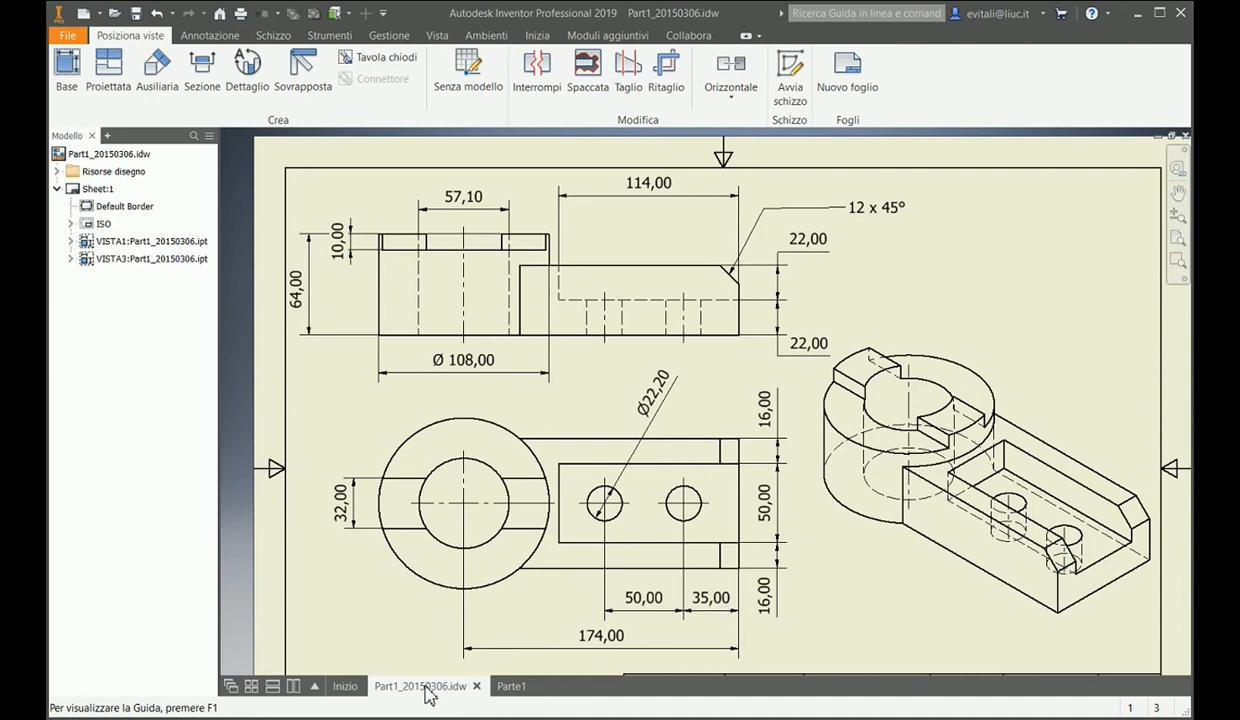 Autodesk Inventor Professional 2019 Part1_20150306.idw
Ricerca Guida in linea e comand
evitali@liuc.it
PRO
File Posiziona viste Annotazione Schizzo Strumenti Gestione Vista Ambienti Inizia Moduli aggiuntivi Collabora
Base Proiettata Ausiliaria Sezione Dettaglio Sovrapposta
Tavola chiodi
Connettore
Senza modello
Interrompi Spaccata Taglio Ritaglio
Orizzontale
Avvia
schizzo
Nuovo foglio
Crea Modifica Schizzo Fogli
Modello
Part1_20150306.idw
Risorse disegno
Sheet:1
Default Border
ISO
VISTA1:Part1_20150306.ipt
VISTA3:Part1_20150306.ipt
57,10
114,00
12 x 45°
10,00
64,00
22,00
22,00
Ø 108,00
Ø22,20
16,00
32,00
50,00
16,00
50,00
35,00
174,00
Inizio Part1_20150306.idw Parte1
Per visualizzare la Guida, premere F1
1 3